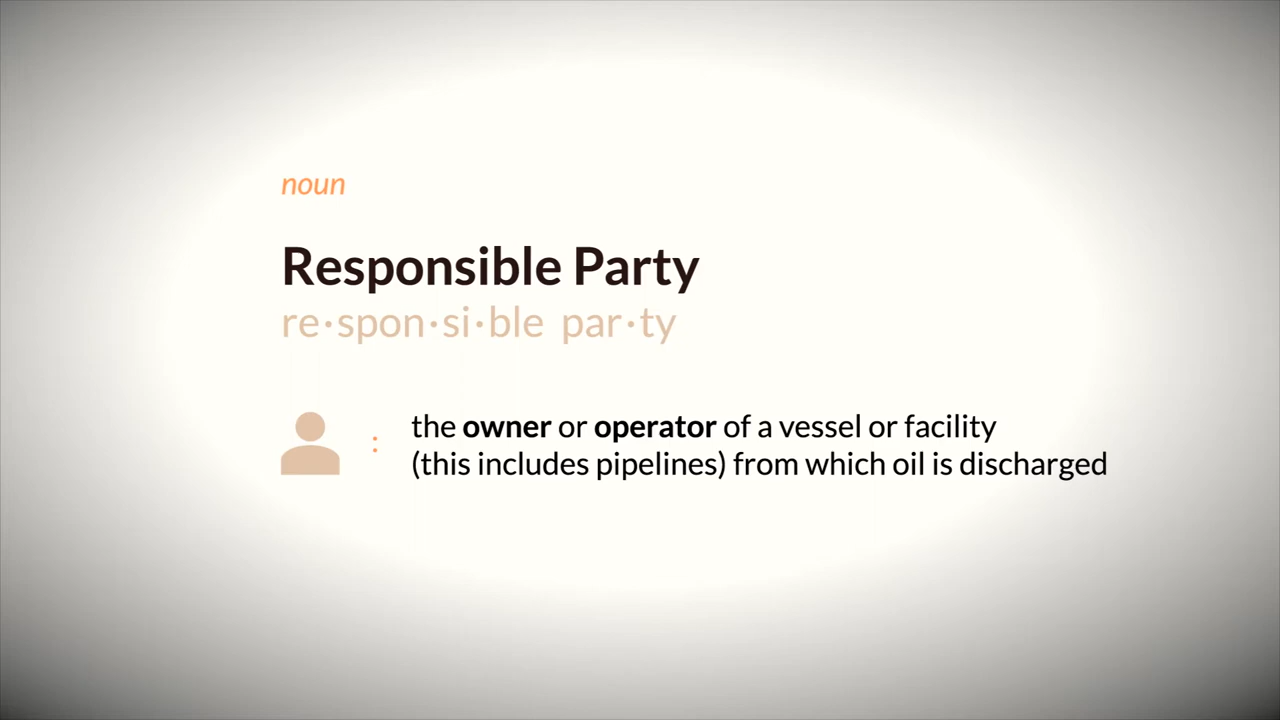 noun
Responsible Party
re·spon·si·ble par·ty
: the owner or operator of a vessel or facility
(this includes pipelines) from which oil is discharged